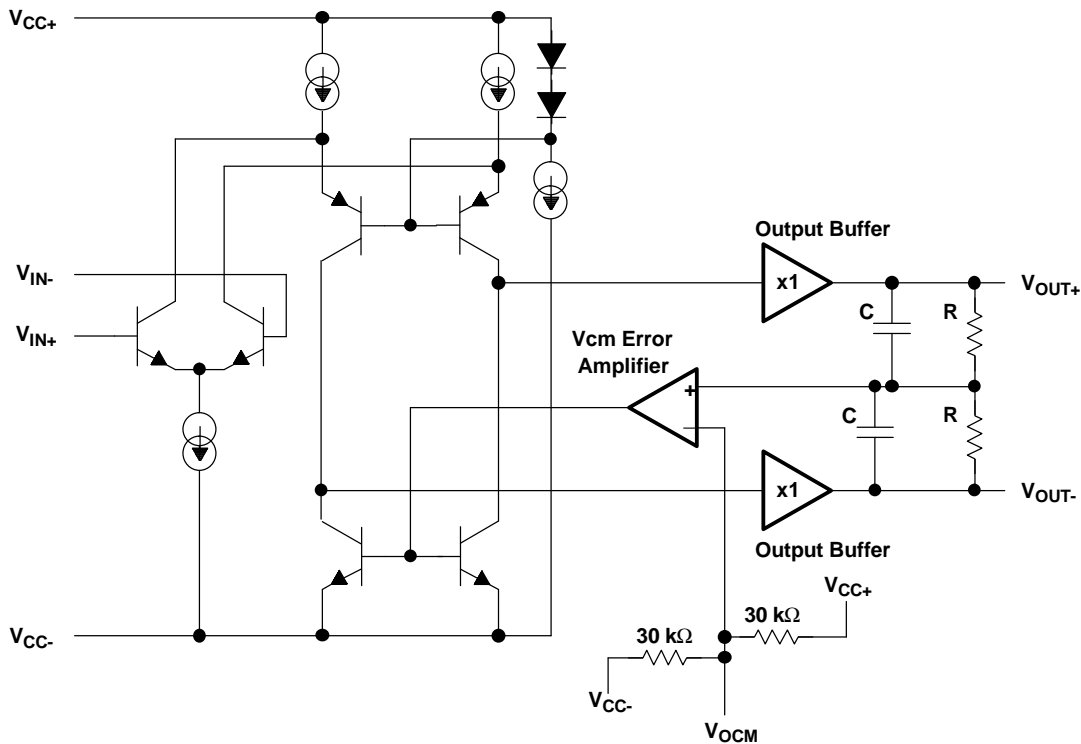 VCC+
Output Buffer
VIN-
x1
VOUT+
C
R
VIN+
Vcm Error
Amplifier
+
C
R
x1
VOUT-
Output Buffer
VCC+
30 kΩ
VCC-
30 kΩ
VCC-
VOCM